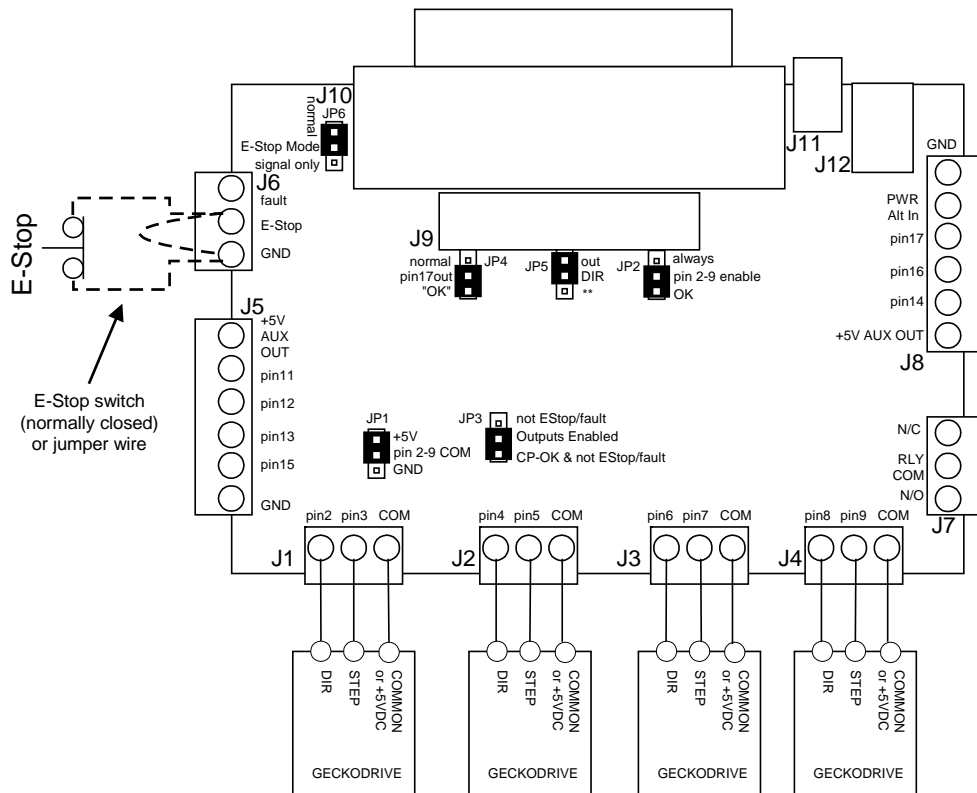 J10
normal
JP6
E-Stop Mode
signal only
J11
J12
GND
PWR
Alt In
pin17
pin16
pin14
+5V AUX OUT
J8
J6
fault
E-Stop
GND
E-Stop
J9
normal
pin17out
"OK"
JP4
JP5
out
DIR
**
JP2
always
pin 2-9 enable
OK
J5
+5V
AUX
OUT
pin11
pin12
pin13
pin15
GND
E-Stop switch
(normally closed)
or jumper wire
JP1
+5V
pin 2-9 COM
GND
JP3
not EStop/fault
Outputs Enabled
CP-OK & not EStop/fault
N/C
RLY
COM
N/O
J7
pin2 pin3 COM
J1
pin4 pin5 COM
J2
pin6 pin7 COM
J3
pin8 pin9 COM
J4
DIR
STEP
COMMON
or +5VDC
GECKODRIVE
DIR
STEP
COMMON
or +5VDC
GECKODRIVE
DIR
STEP
COMMON
or +5VDC
GECKODRIVE
DIR
STEP
COMMON
or +5VDC
GECKODRIVE